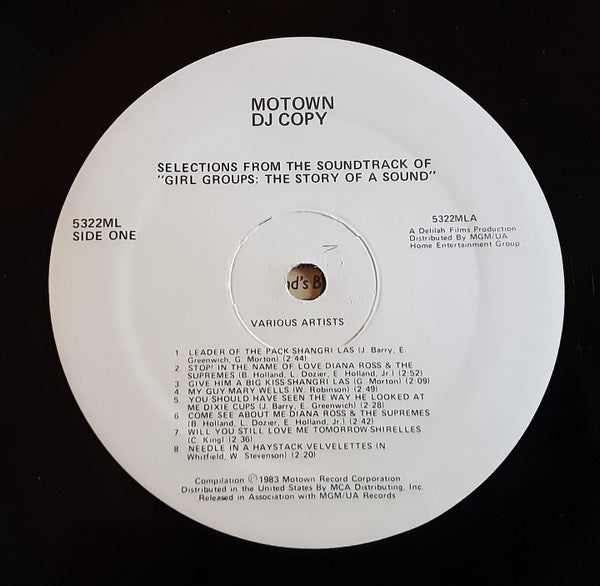 MOTOWN
DJ COPY
SELECTIONS FROM THE SOUNDTRACK OF
"GIRL GROUPS: THE STORY OF A SOUND"
5322ML
SIDE ONE
5322MLA
A Delilah Films Production
Distributed By MGM/UA
Home Entertainment Group
d's B
VARIOUS ARTISTS
1 LEADER OF THE PACK SHANGRI LAS (J. Barry, E.
Greenwich, G. Morton) (2:44)
2 STOP! IN THE NAME OF LOVE DIANA ROSS & THE
SUPREMES (B. Holland, L. Dozier, E. Holland, Jr.) (2:52)
3 GIVE HIM A BIG KISS SHANGRI LAS (G. Morton) (2:09)
4 MY GUY MARY WELLS (W. Robinson) (2:49)
5 YOU SHOULD HAVE SEEN THE WAY HE LOOKED AT
ME DIXIE CUPS (J. Barry, E. Greenwich) (2:28)
6 COME SEE ABOUT ME DIANA ROSS & THE SUPREMES
(B. Holland, L. Dozier, E. Holland, Jr.) (2:42)
7 WILL YOU STILL LOVE ME TOMORROW SHIRELLES
(C. King) (2:36)
8 NEEDLE IN A HAYSTACK VELVELETTES (N.
Whitfield, W. Stevenson) (2:20)
Compilation ⓒ1983 Motown Record Corporation
Distributed in the United States By MCA Distributing, Inc.
Released in Association with MGM/UA Records